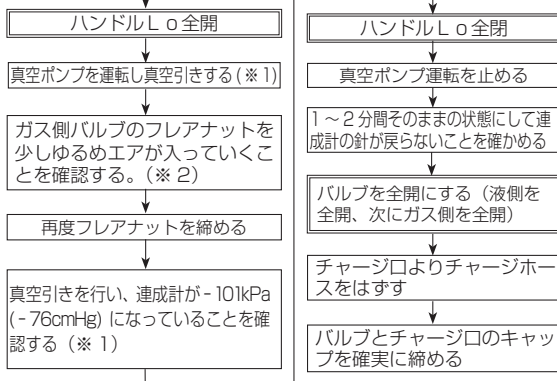 ハンドルLo全開
真空ポンプを運転し真空引きする(※1)
ガス側バルブのフレアナットを
少しゆるめエアが入っていくこ
とを確認する。(※2)
再度フレアナットを締める
真空引きを行い、連成計が-101kPa
(-76cmHg)になっていることを確
認する(※1)
ハンドルLo全閉
真空ポンプ運転を止める
1~2分間そのままの状態にして連
成計の針が戻らないことを確かめる
バルブを全開にする(液側を
全開、次にガス側を全開)
チャージ口よりチャージホー
スをはずす
バルブとチャージ口のキャッ
プを確実に締める